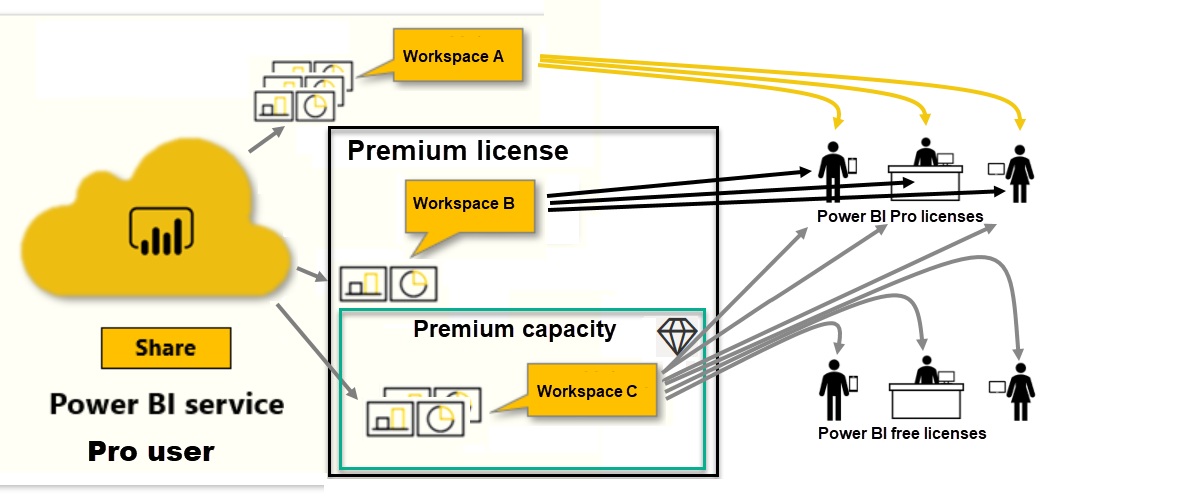 Workspace A
Premium license
Workspace B
Power BI Pro licenses
Premium capacity
Share
Workspace C
Power BI service
Pro user
Power BI free licenses